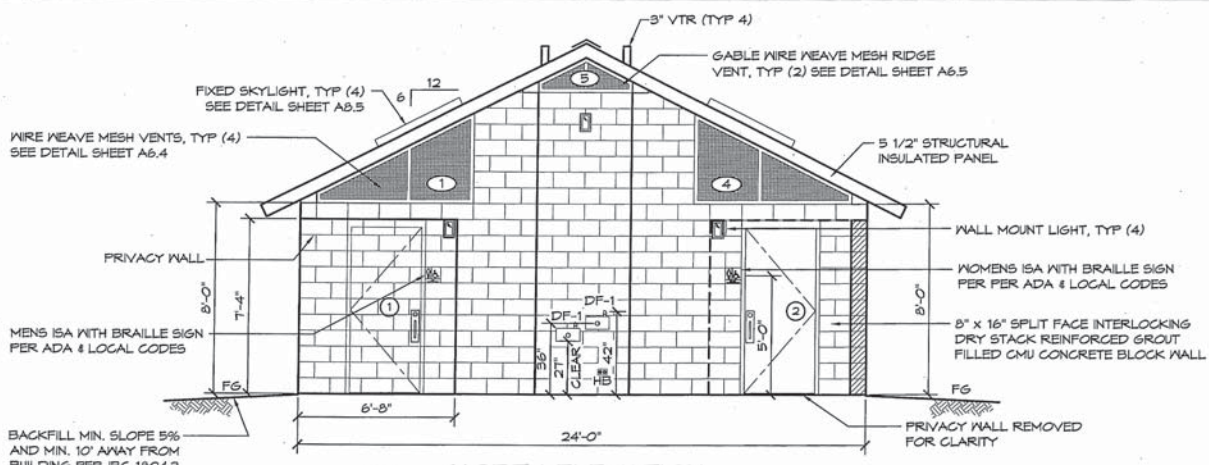 3" VTR (TYP 4)
GABLE WIRE WEAVE MESH RIDGE
VENT, TYP (2) SEE DETAIL SHEET A6.5
5
12
6
FIXED SKYLIGHT, TYP (4)
SEE DETAIL SHEET A8.5
WIRE WEAVE MESH VENTS, TYP (4)
SEE DETAIL SHEET A6.4
1
4
5 1/2" STRUCTURAL
INSULATED PANEL
PRIVACY WALL
WALL MOUNT LIGHT, TYP (4)
8'-0"
7'-4"
WOMENS ISA WITH BRAILLE SIGN
PER PER ADA & LOCAL CODES
8'-0"
MENS ISA WITH BRAILLE SIGN
PER ADA & LOCAL CODES
1
DF-1
DF-1
36"
27"
CLEAR
42"
HB
5'-0"
2
8" x 16" SPLIT FACE INTERLOCKING
DRY STACK REINFORCED GROUT
FILLED CMU CONCRETE BLOCK WALL
FG
FG
6'-8"
24'-0"
BACKFILL MIN. SLOPE 5%
AND MIN. 10' AWAY FROM
PRIVACY WALL REMOVED
FOR CLARITY